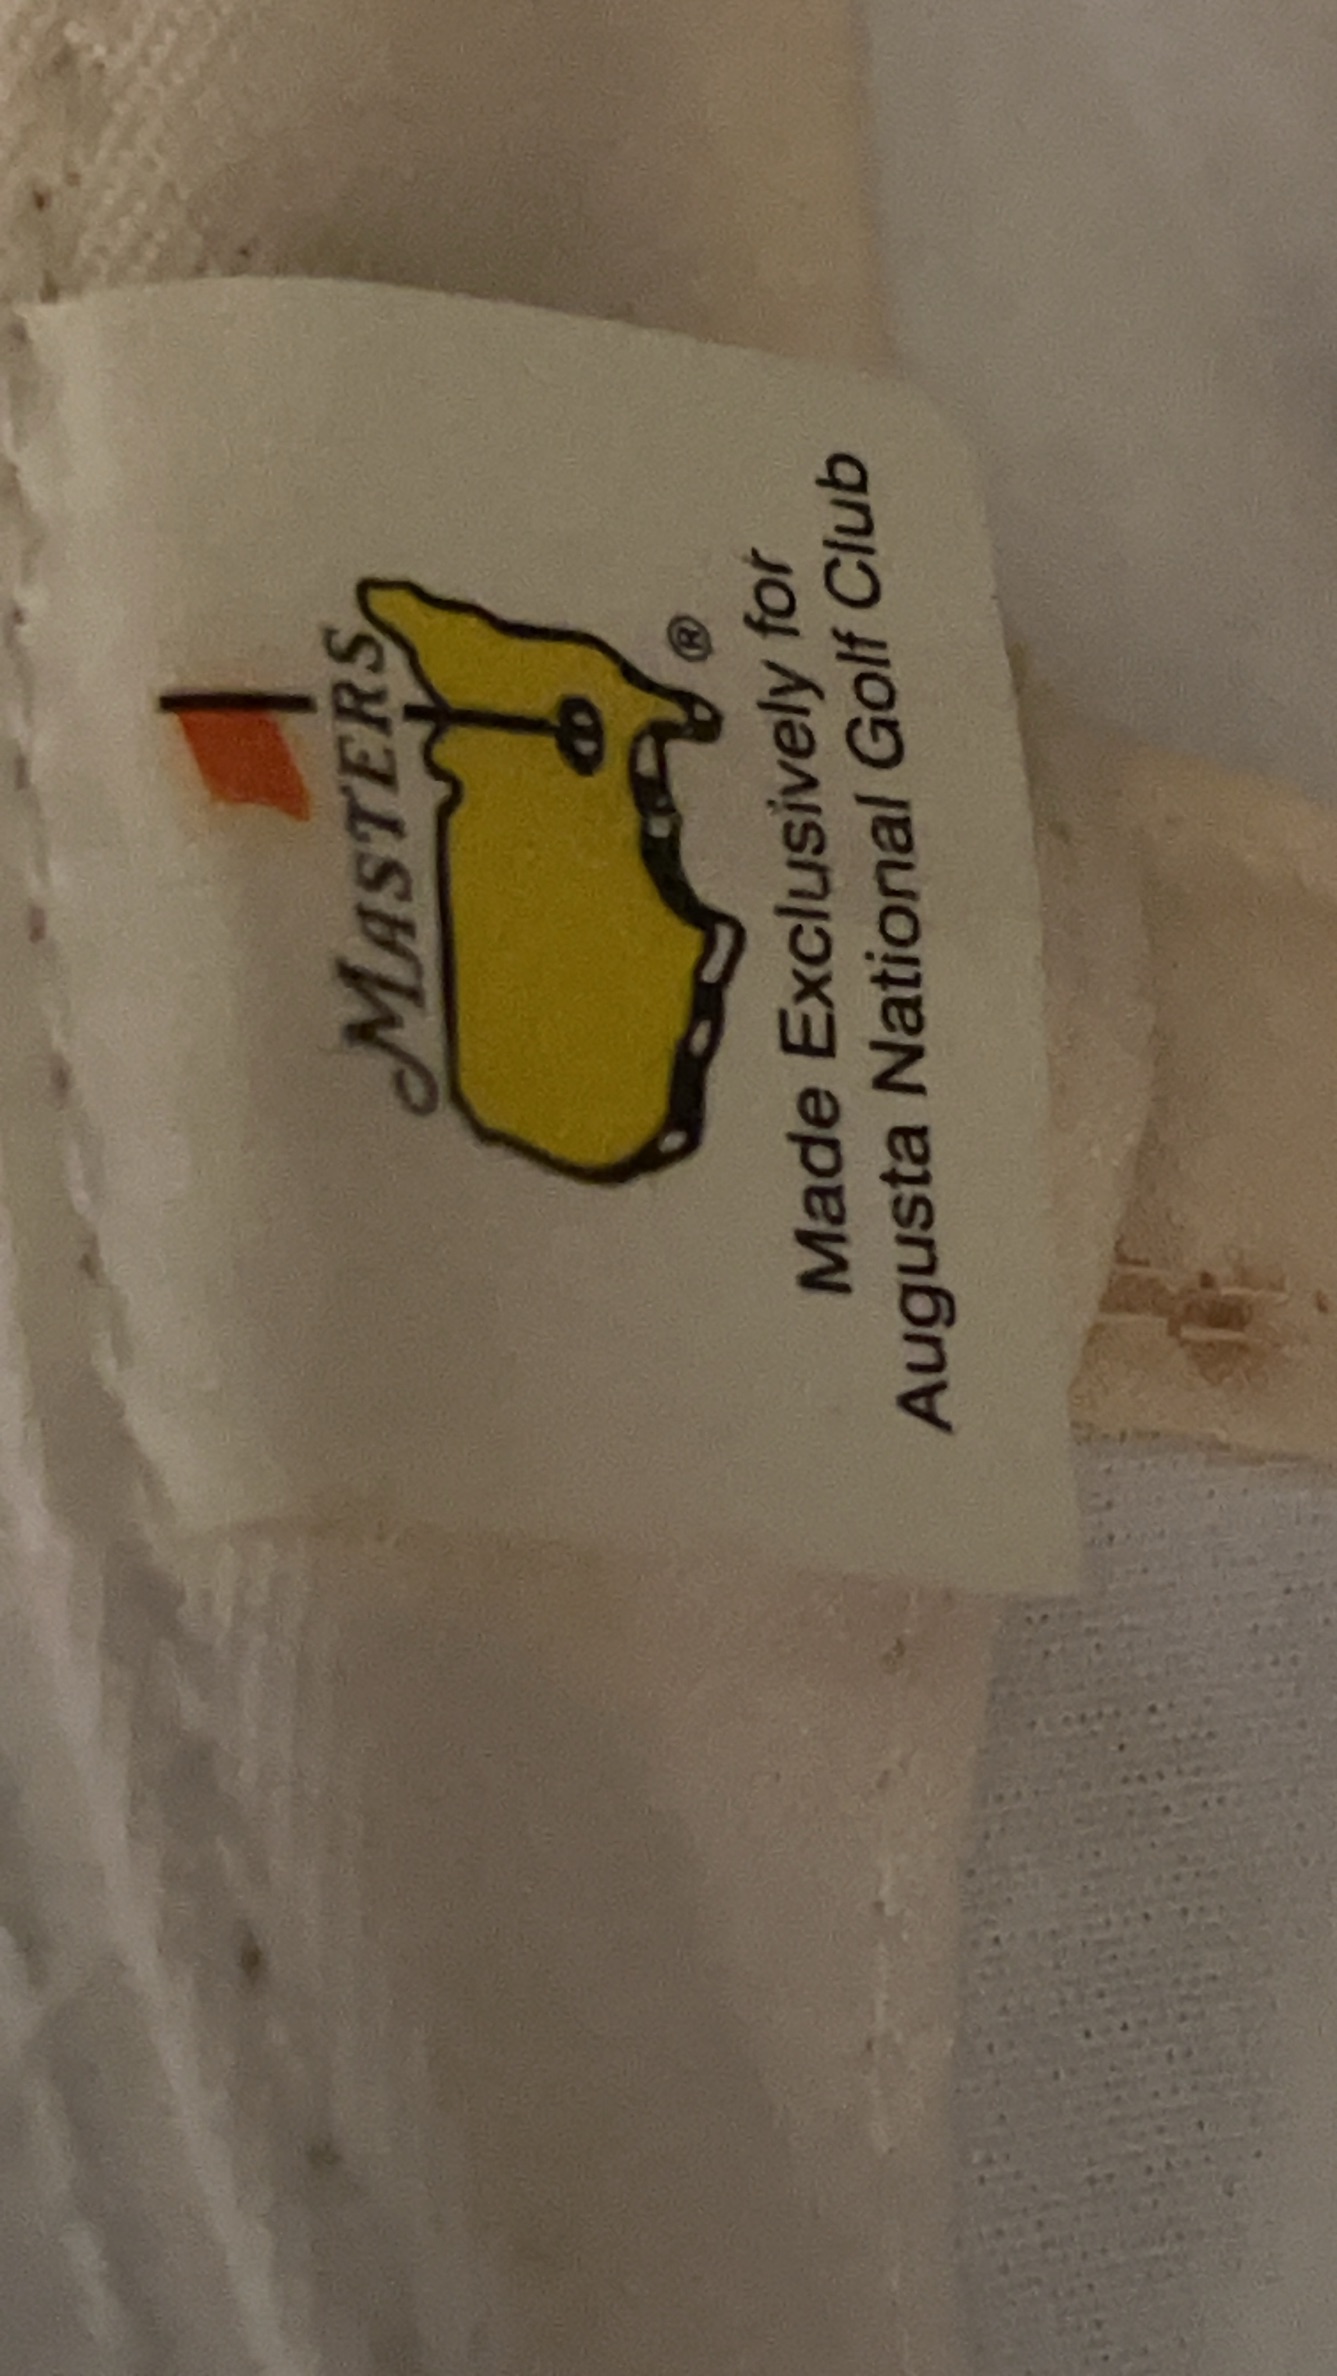 MASTERS
®
Made Exclusively for
Augusta National Golf Club